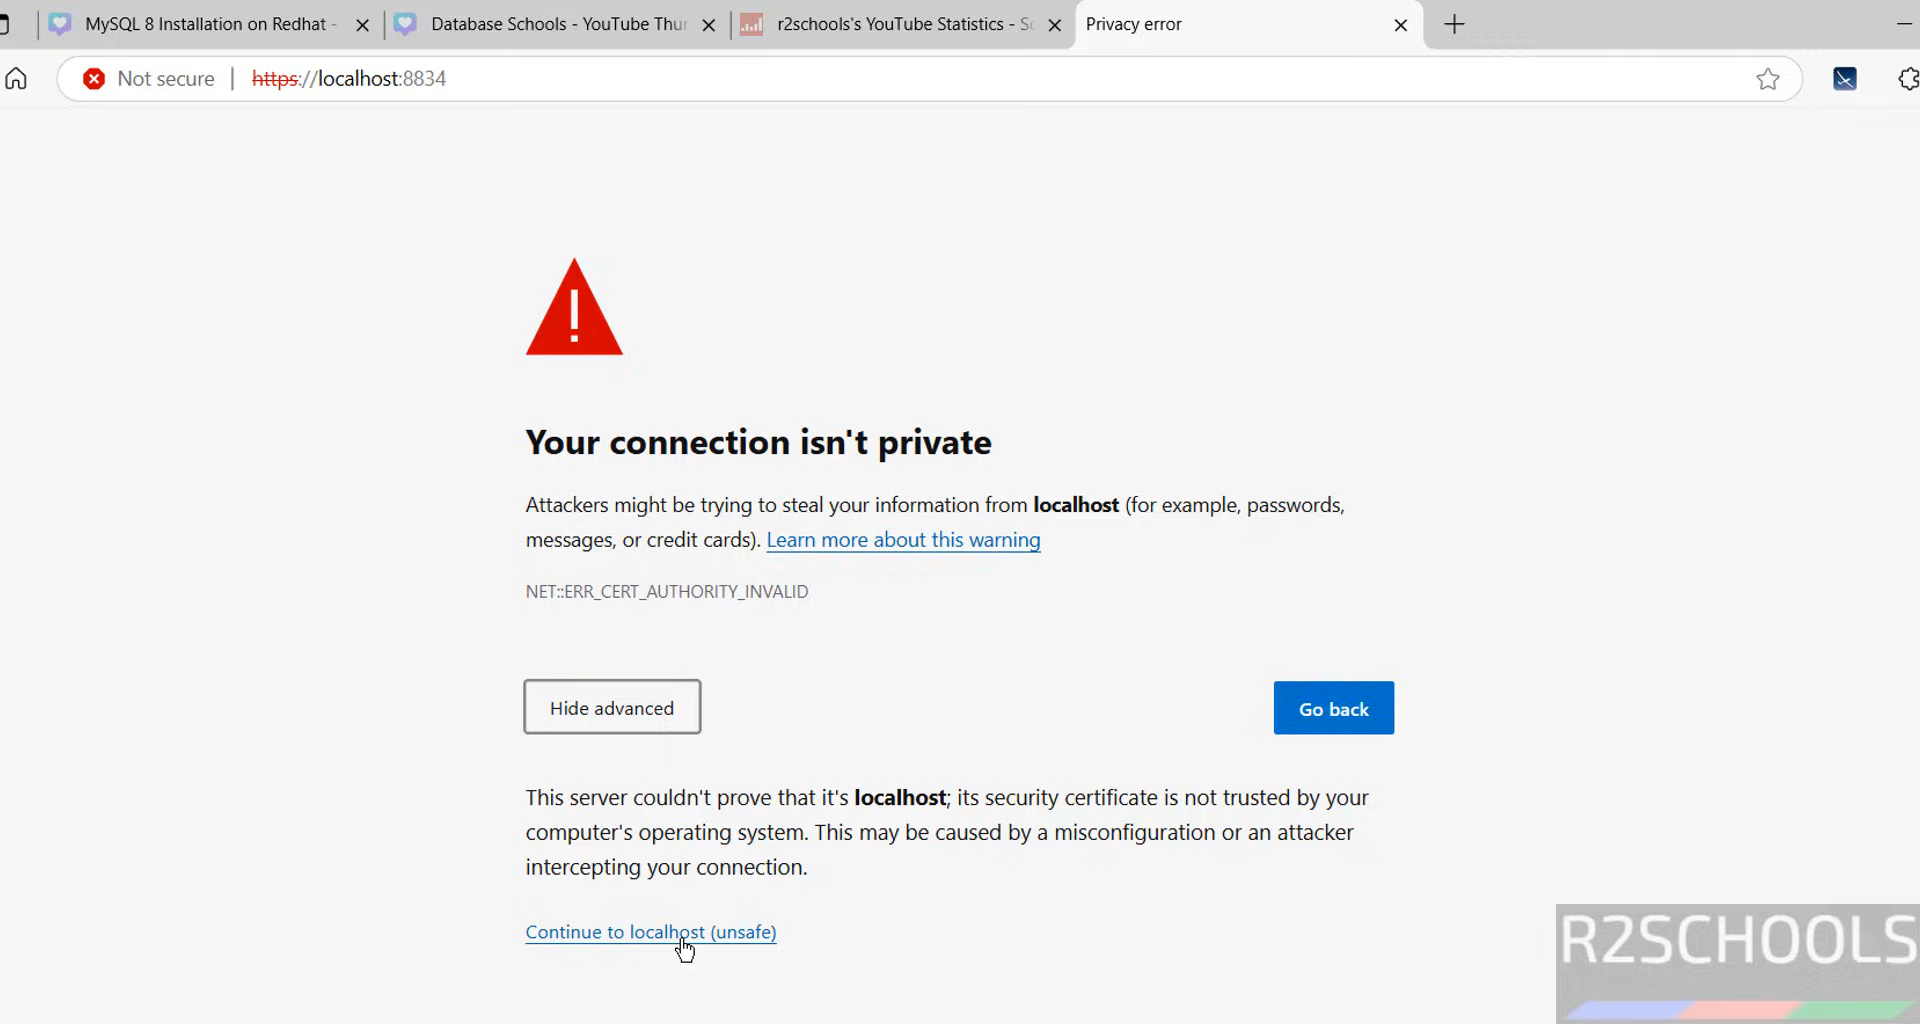 MySQL 8 Installation on Redhat -
Database Schools - YouTube Thu
r2schools's YouTube Statistics - S
Privacy error
Not secure
https://localhost:8834
Your connection isn't private
Attackers might be trying to steal your information from localhost (for example, passwords,
messages, or credit cards). Learn more about this warning
NET::ERR_CERT_AUTHORITY_INVALID
Hide advanced
Go back
This server couldn't prove that it's localhost; its security certificate is not trusted by your
computer's operating system. This may be caused by a misconfiguration or an attacker
intercepting your connection.
Continue to localhost (unsafe)
R2SCHOOLS